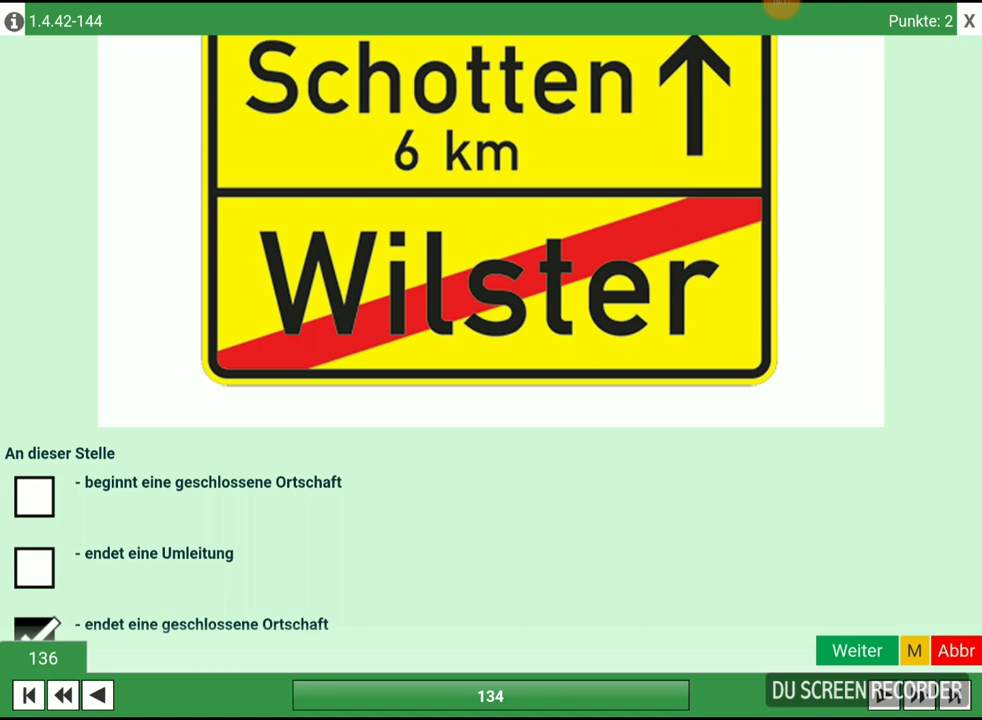 1.4.42-144
Punkte: 2 X
Schotten
6 km
Wilster
An dieser Stelle
- beginnt eine geschlossene Ortschaft
- endet eine Umleitung
- endet eine geschlossene Ortschaft
Weiter M Abbr
136
134
DU SCREEN RECORDER